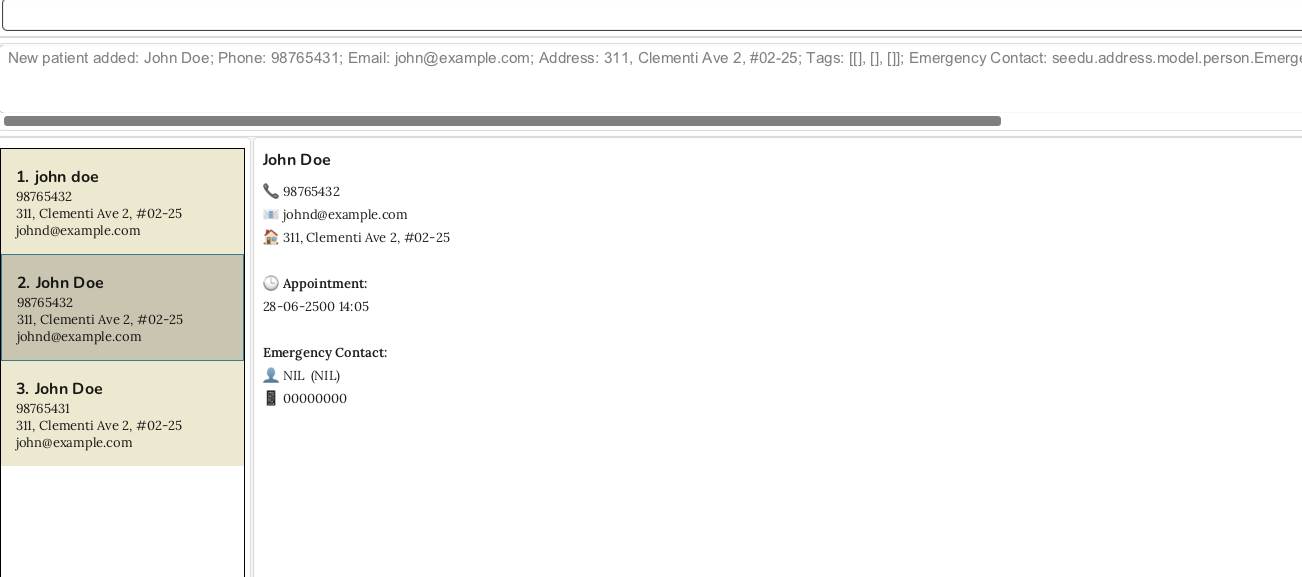 New patient added: John Doe; Phone: 98765431; Email: john@example.com; Address: 311, Clementi Ave 2, #02-25; Tags: [[], [], []]; Emergency Contact: seedu.address.model.person.Emerge
1. john doe
98765432
311, Clementi Ave 2, #02-25
johnd@example.com
2. John Doe
98765432
311, Clementi Ave 2, #02-25
johnd@example.com
3. John Doe
98765431
311, Clementi Ave 2, #02-25
john@example.com
John Doe
98765432
johnd@example.com
311, Clementi Ave 2, #02-25
Appointment:
28-06-2500 14:05
Emergency Contact:
NIL (NIL)
00000000